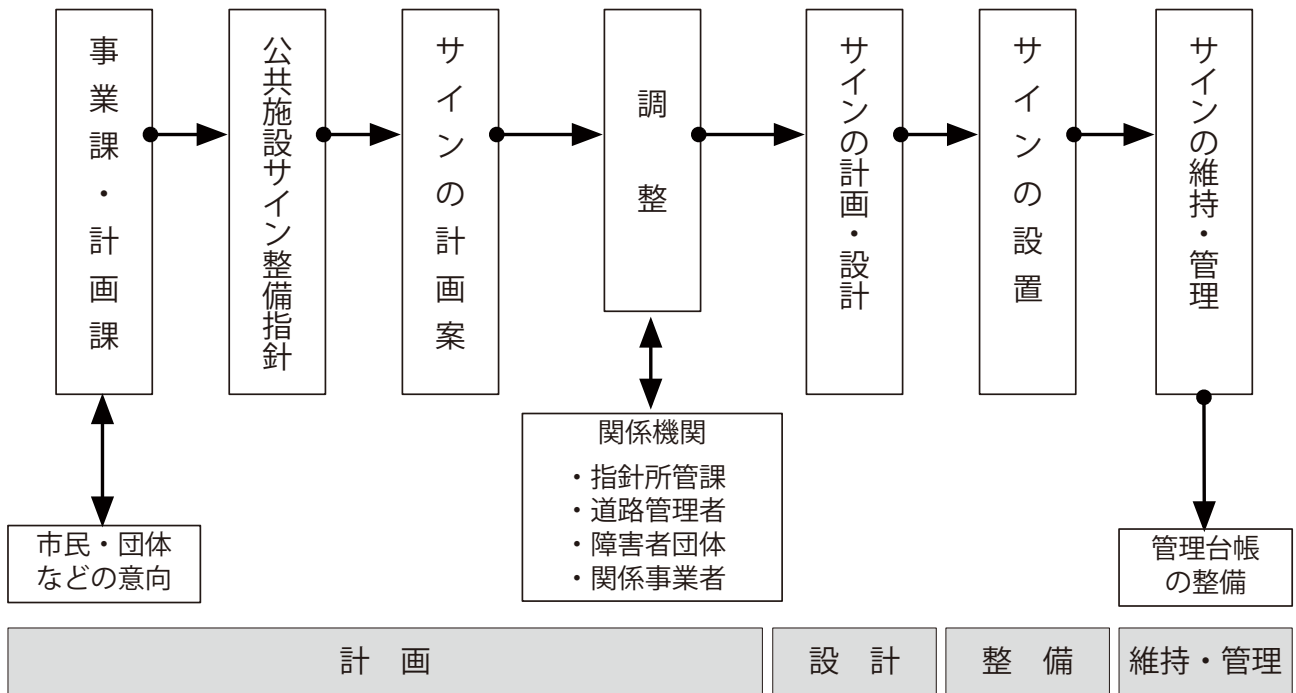 事業課・計画課
公共施設サイン整備指針
サインの計画案
調整
サインの計画・設計
サインの設置
サインの維持・管理
市民・団体
などの意向
関係機関
・指針所管課
・道路管理者
・障害者団体
・関係事業者
管理台帳
の整備
計 画
設 計
整 備
維持・管理